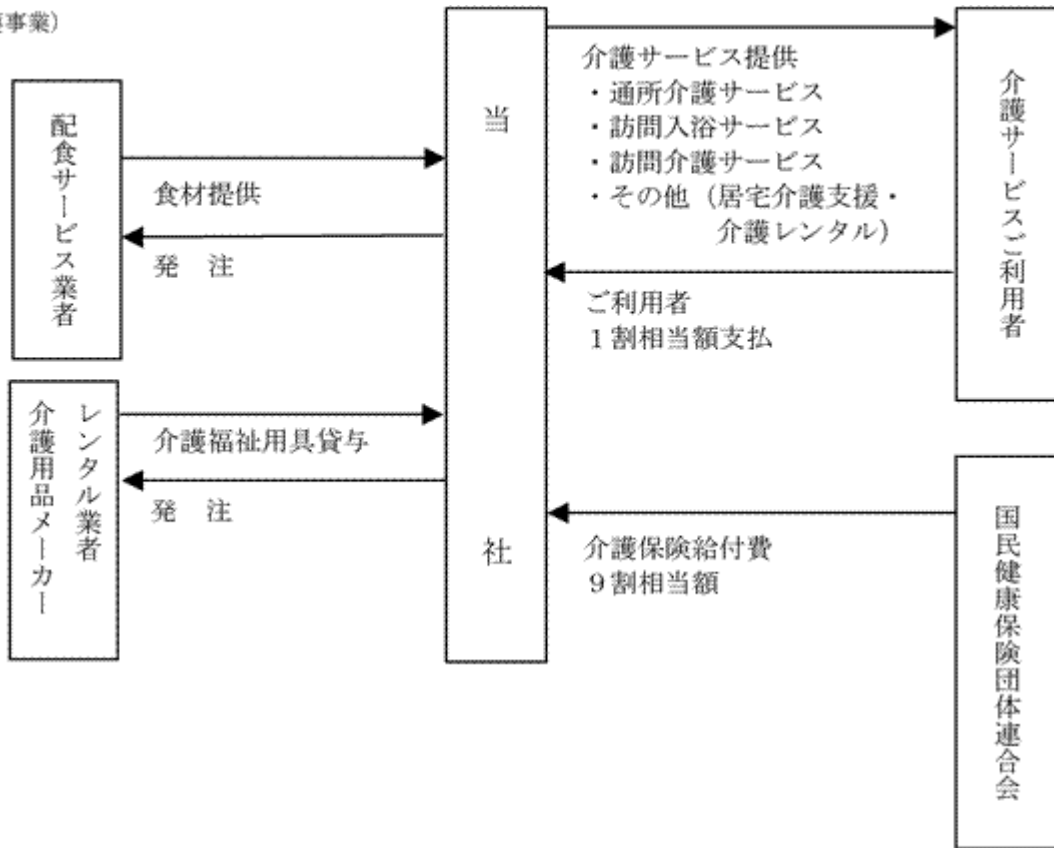 事業）
配食サービス業者
食材提供
発　注
レンタル業者
介護用品メーカー
介護福祉用具貸与
発　注
当社
介護サービス提供
・通所介護サービス
・訪問入浴サービス
・訪問介護サービス
・その他（居宅介護支援・
介護レンタル）
ご利用者
１割相当額支払
介護保険給付費
９割相当額
介護サービスご利用者
国民健康保険団体連合会